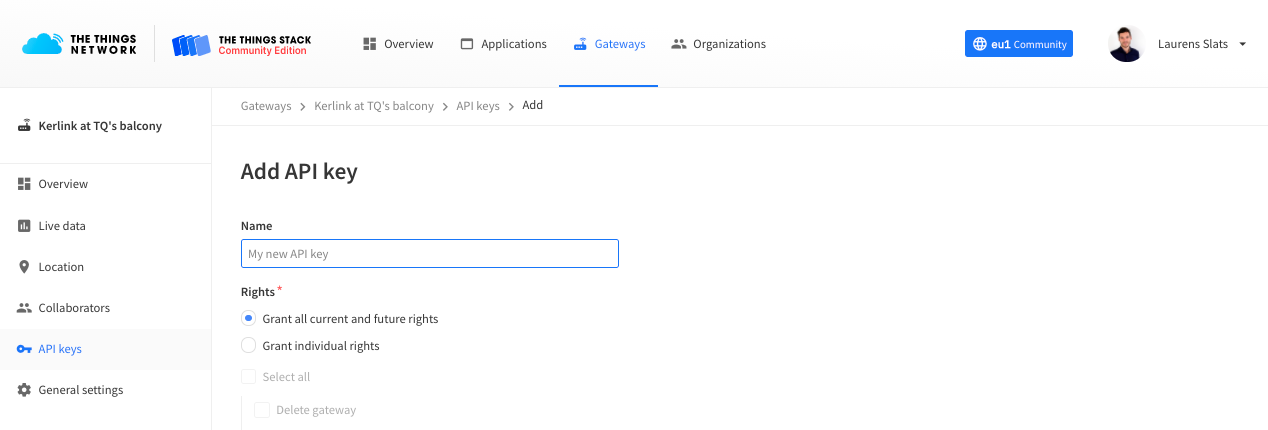 THE THINGS NETWORK
THE THINGS STACK
Community Edition
Overview
Applications
Gateways
Organizations
eu1 Community
Laurens Slats
Kerlink at TQ's balcony
Overview
Live data
Location
Collaborators
API keys
General settings
Gateways > Kerlink at TQ's balcony > API keys > Add
Add API key
Name
My new API key
Rights *
Grant all current and future rights
Grant individual rights
Select all
Delete gateway